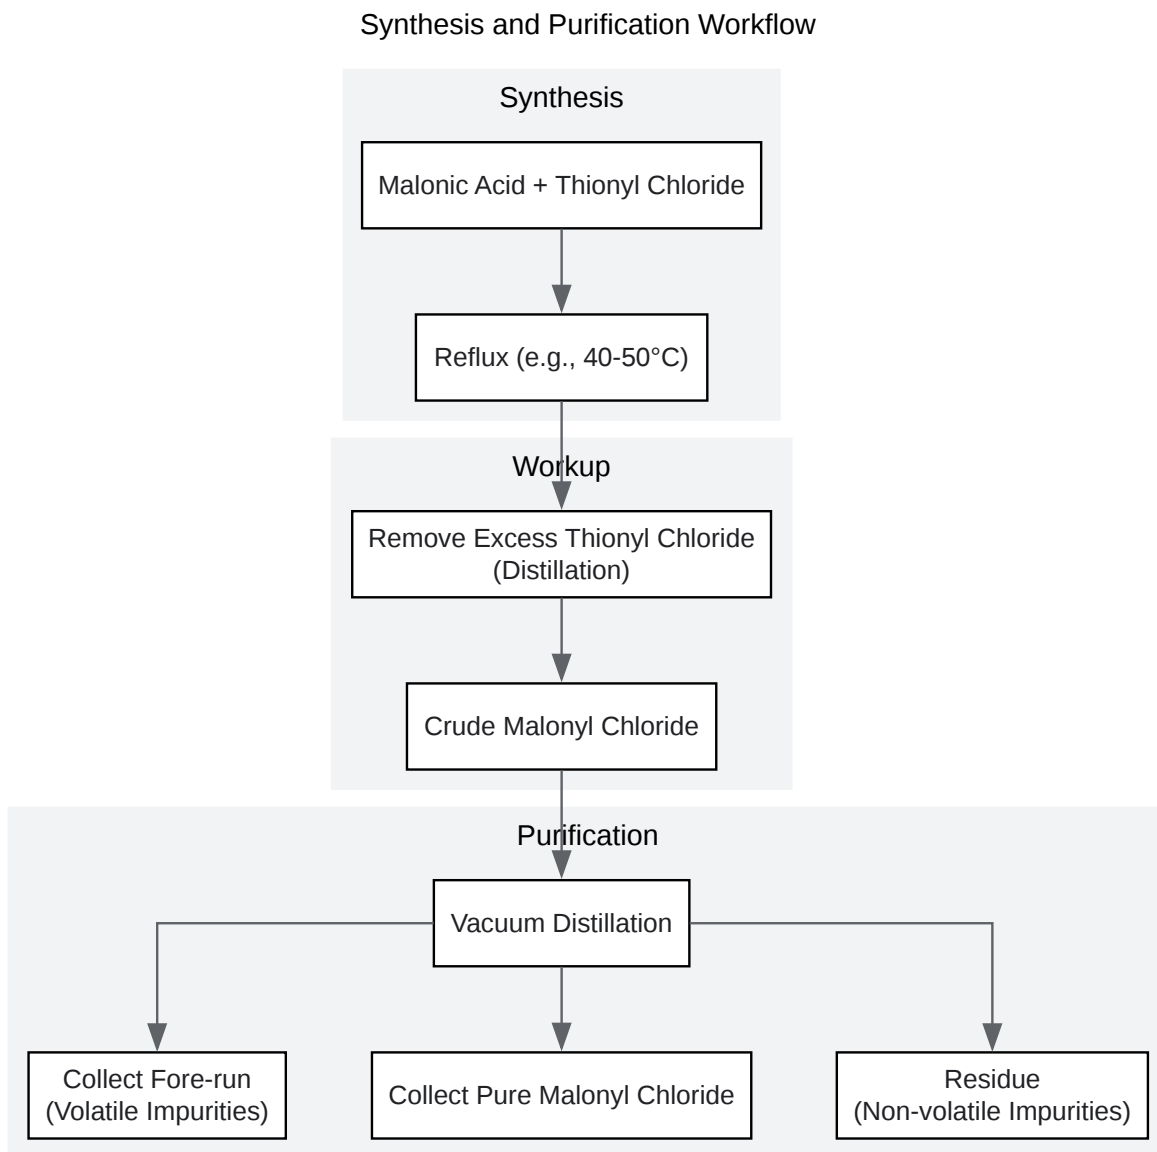 Synthesis and Purification Workflow
Synthesis
Malonic Acid + Thionyl Chloride
Reflux (e.g., 40-50°C)
Workup
Remove Excess Thionyl Chloride
(Distillation)
Crude Malonyl Chloride
Purification
Vacuum Distillation
Collect Fore-run
(Volatile Impurities)
Collect Pure Malonyl Chloride
Residue
(Non-volatile Impurities)